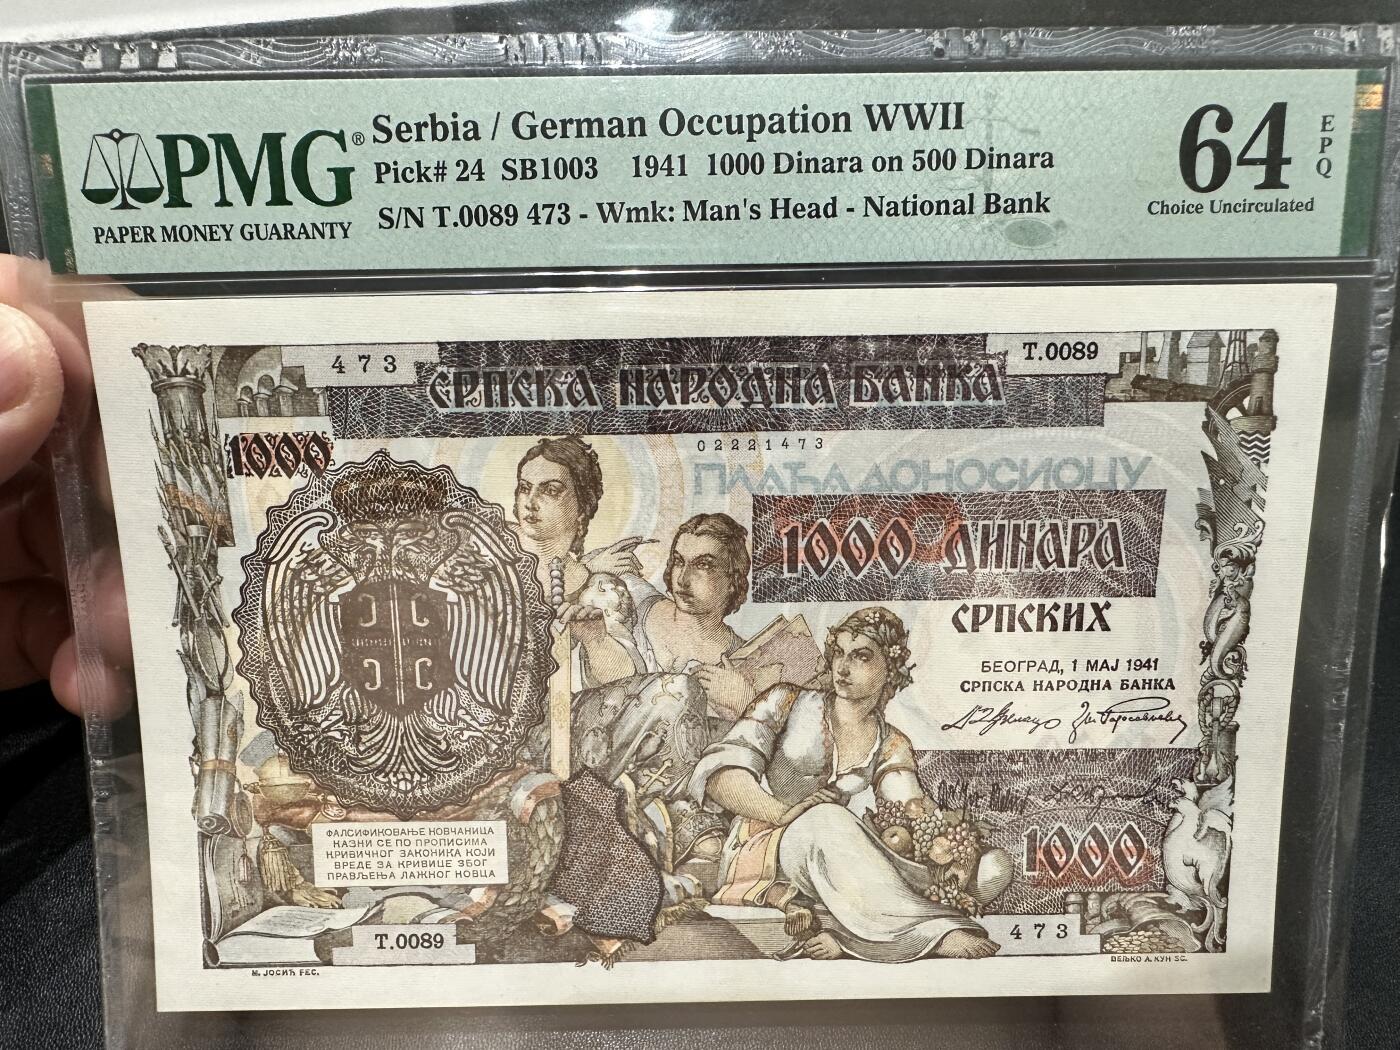 PMG®
PAPER MONEY GUARANTY
Serbia / German Occupation WWII
Pick# 24 SB1003 1941 1000 Dinara on 500 Dinara
S/N T.0089 473 - Wmk: Man's Head - National Bank
64
EPQ
Choice Uncirculated
473
T.0089
СРПСКА НАРОДНА БАНКА
1000
02221473
ПЛАЋА ДОНОСИОЦУ
1000 ДИНАРА
СРПСКИХ
БЕОГРАД, 1 МАЈ 1941
СРПСКА НАРОДНА БАНКА
1000
ФАЛСИФИКОВАЊЕ НОВЧАНИЦА
КАЗНИ СЕ ПО ПРОПИСИМА
КРИВИЧНОГ ЗАКОНИКА КОЈИ
ВРЕДЕ ЗА КРИВИЦЕ ЗБОГ
ПРАВЉЕЊА ЛАЖНОГ НОВЦА
T.0089
473
М. ЈОСИЋ FEC.
ВЕЉКО А. КУН SC.